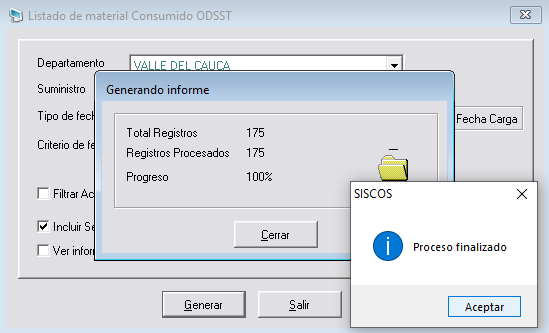 Listado de material Consumido ODSST
Departamento
VALLE DEL CAUCA
Suministro
Tipo de fech
Fecha Carga
Criterio de fe
Filtrar Ac
Incluir Se
Ver inform
Generar
Salir
Generando informe
Total Registros 175
Registros Procesados 175
Progreso 100%
Cerrar
SISCOS
Proceso finalizado
Aceptar